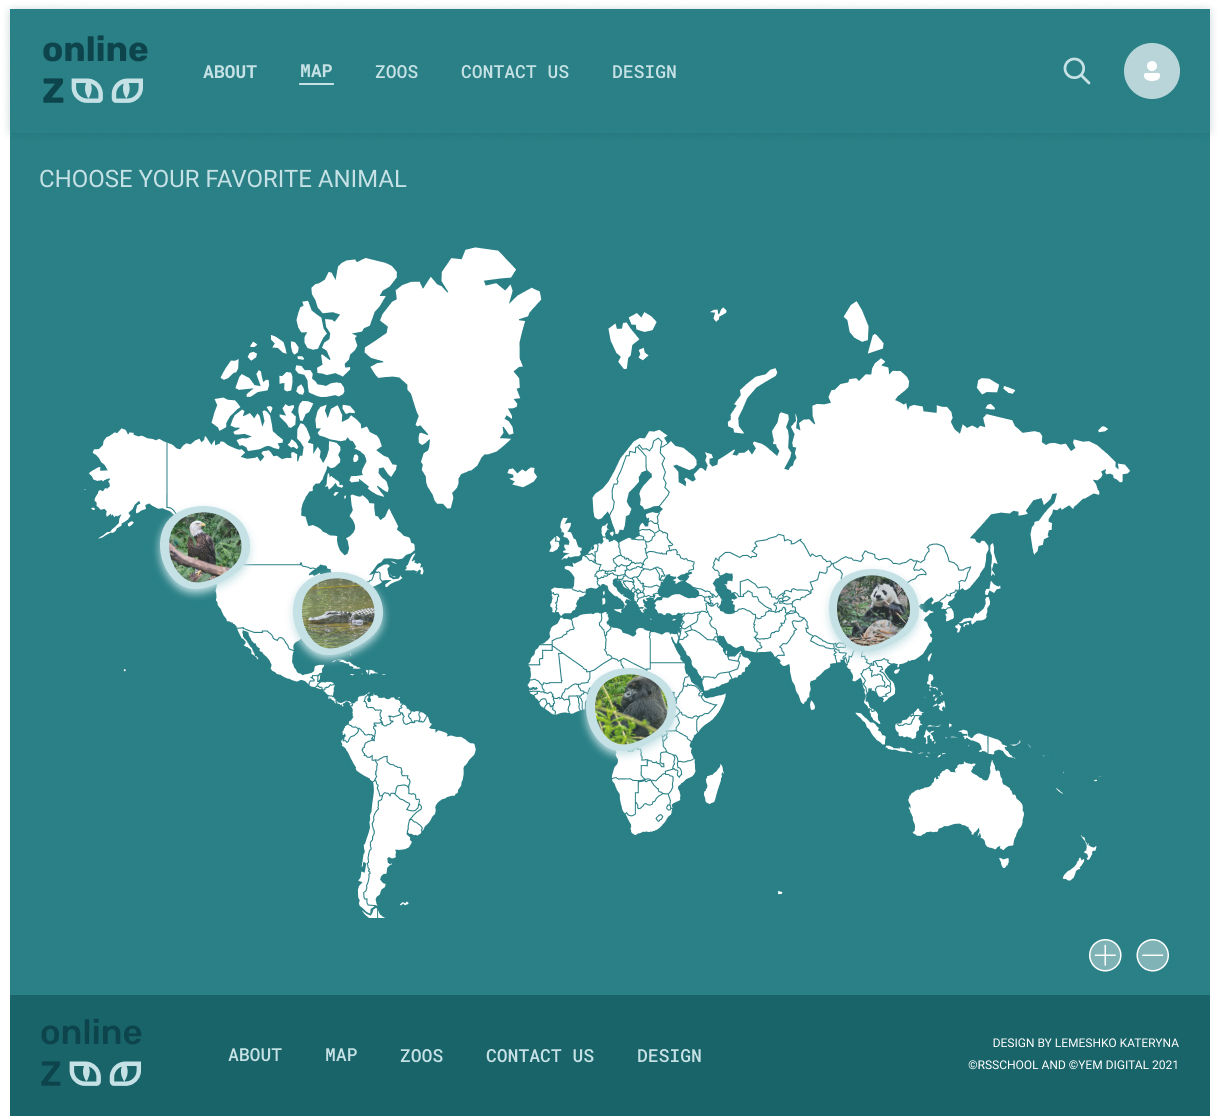 online
ZOO
ABOUT MAP ZOOS CONTACT US DESIGN
CHOOSE YOUR FAVORITE ANIMAL
online
ZOO
ABOUT MAP ZOOS CONTACT US DESIGN
DESIGN BY LEMESHKO KATERYNA
©RSSCHOOL AND ©YEM DIGITAL 2021